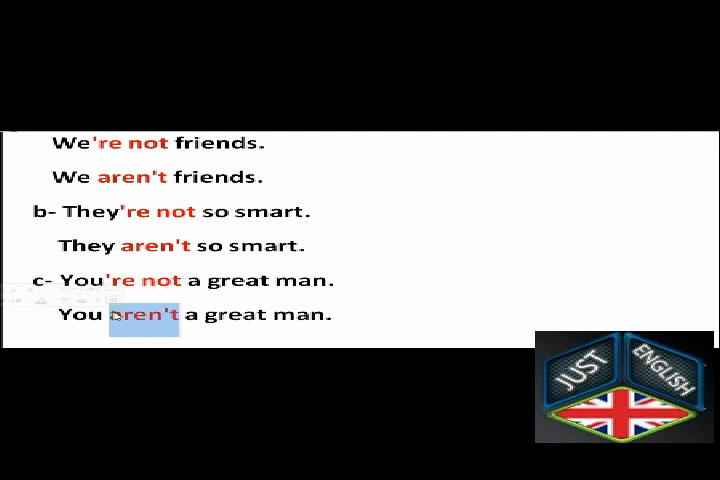 We're not friends.
We aren't friends.
b- They're not so smart.
They aren't so smart.
c- You're not a great man.
You aren't a great man.
JUST
ENGLISH